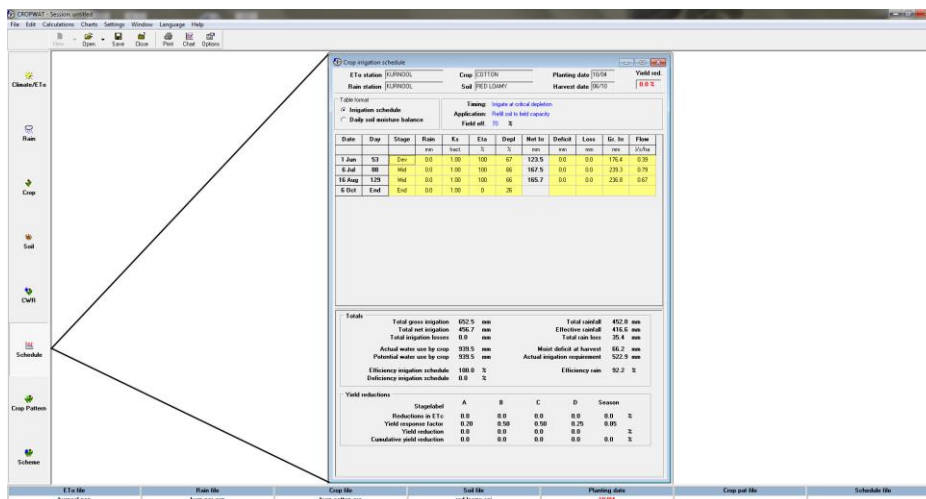 CROPWAT - Session: untitled
File Edit Calculations Charts Settings Window Language Help
New Open Save Close Print Chart Options
Climate/ETo
Rain
Crop
Soil
CWR
Schedule
Crop Pattern
Scheme
Crop irrigation schedule
ETo station KURNOOL Crop COTTON Planting date 10/04 Yield red.
Rain station KURNOOL Soil RED LOAMY Harvest date 06/10 0.0 %
Table format
Irrigation schedule
Daily soil moisture balance
Timing: Irrigate at critical depletion
Application: Refill soil to field capacity
Field eff. 70 %
Date Day Stage Rain Ks Eta Depl Net Irr Deficit Loss Gr. Irr Flow
mm fract. % % mm mm mm mm l/s/ha
1 Jun 53 Dev 0.0 1.00 100 67 123.5 0.0 0.0 176.4 0.39
6 Jul 88 Mid 0.0 1.00 100 66 167.5 0.0 0.0 239.3 0.79
16 Aug 129 Mid 0.0 1.00 100 66 165.7 0.0 0.0 236.8 0.67
6 Oct End End 0.0 1.00 0 26
Totals
Total gross irrigation 652.5 mm Total rainfall 452.0 mm
Total net irrigation 456.7 mm Effective rainfall 416.6 mm
Total irrigation losses 0.0 mm Total rain loss 35.4 mm
Actual water use by crop 939.5 mm Moist deficit at harvest 66.2 mm
Potential water use by crop 939.5 mm Actual irrigation requirement 522.9 mm
Efficiency irrigation schedule 100.0 % Efficiency rain 92.2 %
Deficiency irrigation schedule 0.0 %
Yield reductions
Stagelabel A B C D Season
Reductions in ETc 0.0 0.0 0.0 0.0 0.0 %
Yield response factor 0.20 0.50 0.50 0.25 0.85
Yield reduction 0.0 0.0 0.0 0.0 %
Cumulative yield reduction 0.0 0.0 0.0 0.0 %
ETo file Rain file Crop file Soil file Planting date Crop pat file Schedule file
10/04